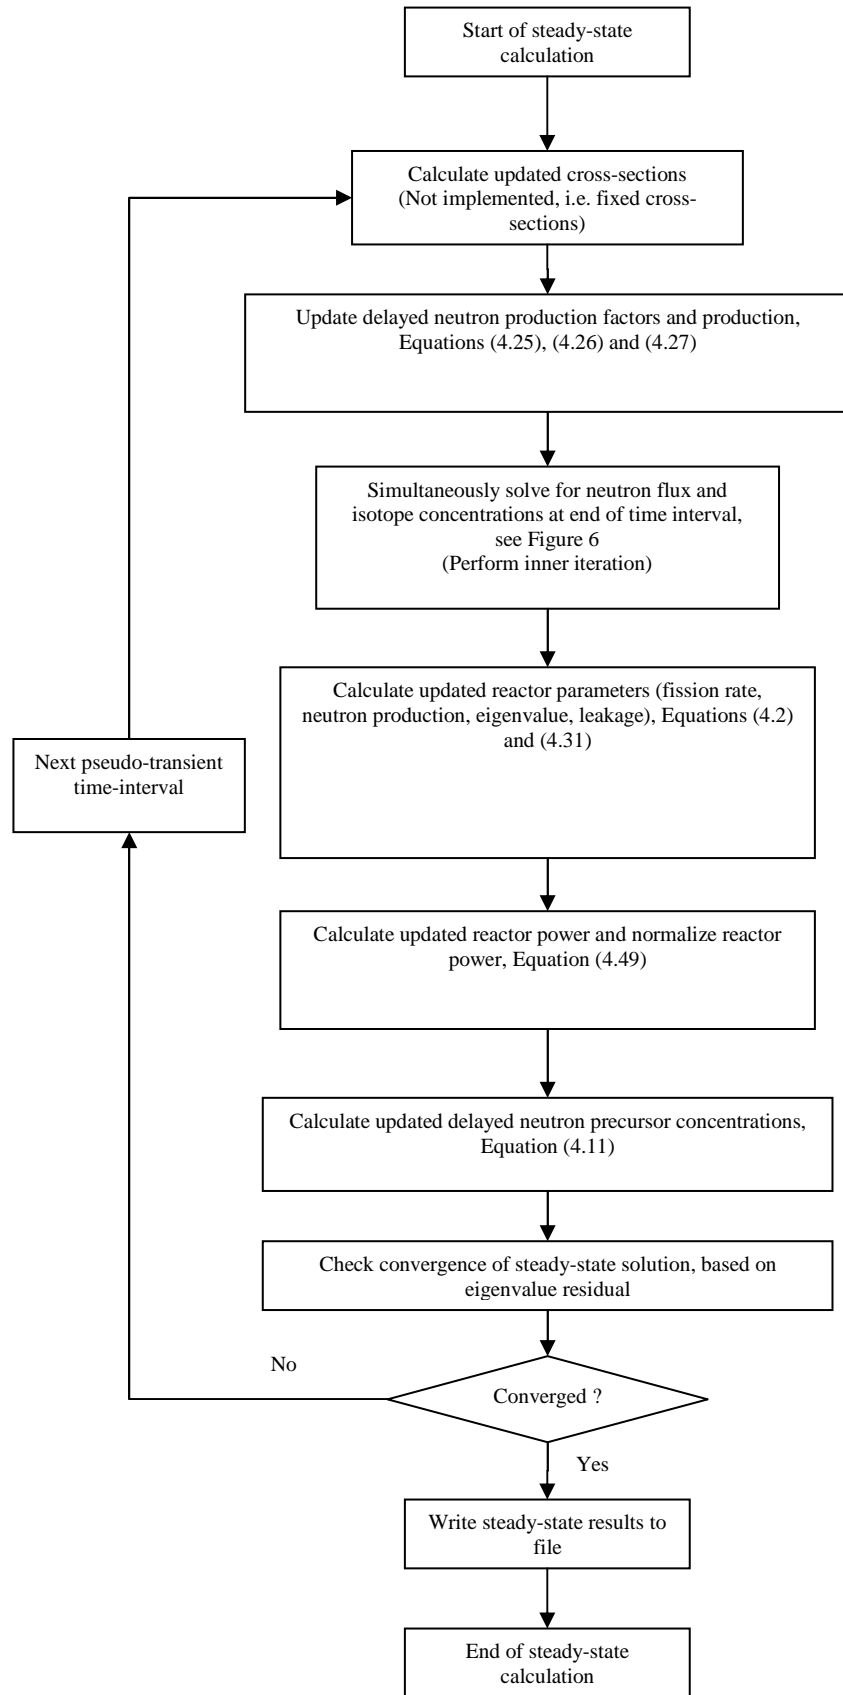 Start of steady-state
calculation
Calculate updated cross-sections
(Not implemented, i.e. fixed cross-
sections)
Update delayed neutron production factors and production,
Equations (4.25), (4.26) and (4.27)
Simultaneously solve for neutron flux and
isotope concentrations at end of time interval,
see Figure 6
(Perform inner iteration)
Calculate updated reactor parameters (fission rate,
neutron production, eigenvalue, leakage), Equations (4.2)
and (4.31)
Next pseudo-transient
time-interval
Calculate updated reactor power and normalize reactor
power, Equation (4.49)
Calculate updated delayed neutron precursor concentrations,
Equation (4.11)
Check convergence of steady-state solution, based on
eigenvalue residual
No
Converged ?
Yes
Write steady-state results to
file
End of steady-state
calculation